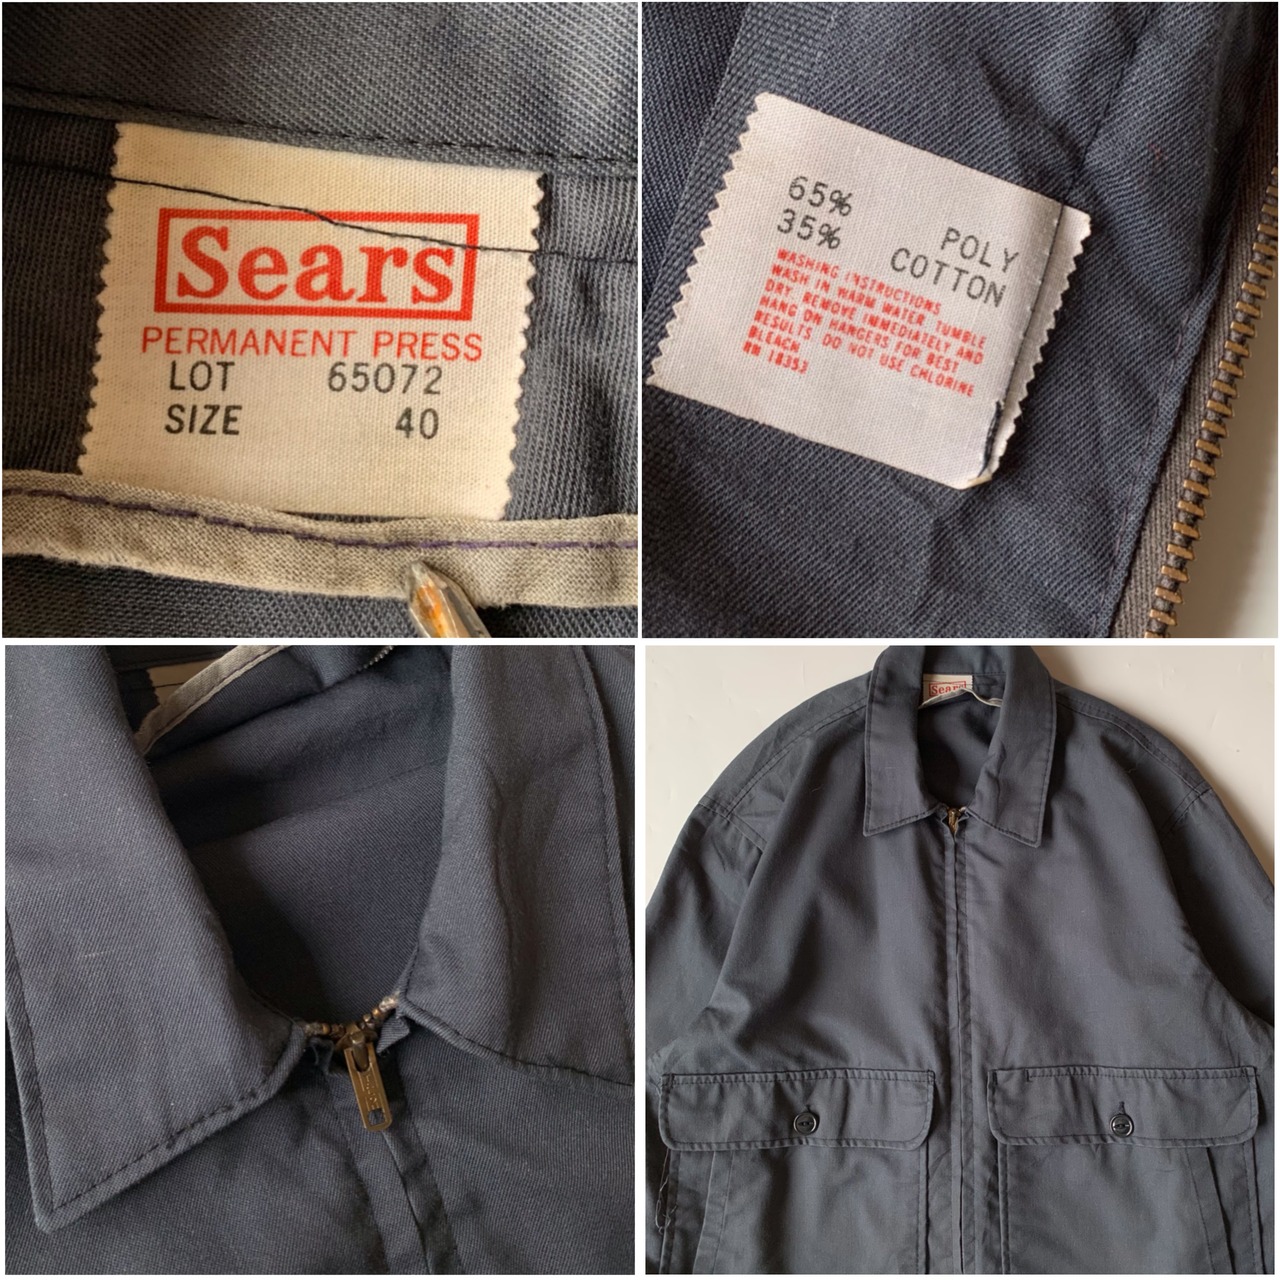 Sears
PERMANENT PRESS
LOT 65072
SIZE 40
65% POLY
35% COTTON
WASHING INSTRUCTIONS
WASH IN WARM WATER TUMBLE
DRY REMOVE IMMEDIATELY AND
HANG ON HANGERS FOR BEST
RESULTS DO NOT USE CHLORINE
BLEACH
RN 18353
Sears